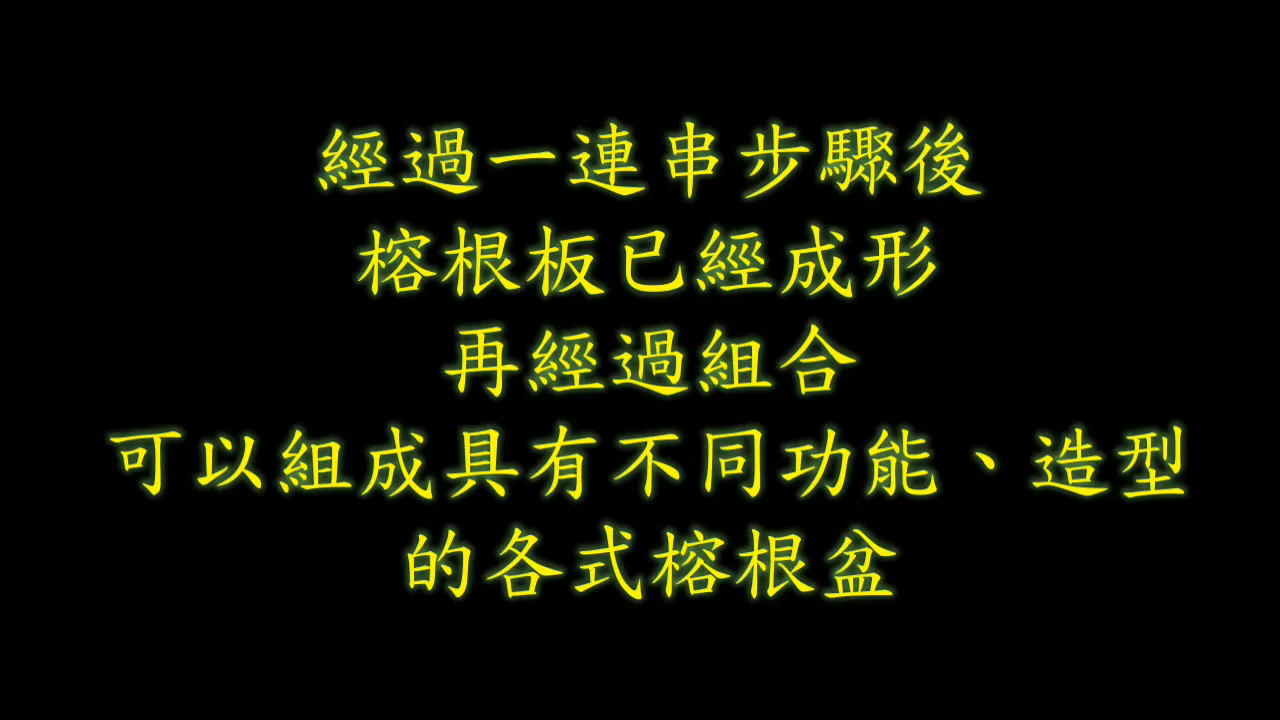 經過一連串步驟後
榕根板已經成形
再經過組合
可以組成具有不同功能、造型
的各式榕根盆